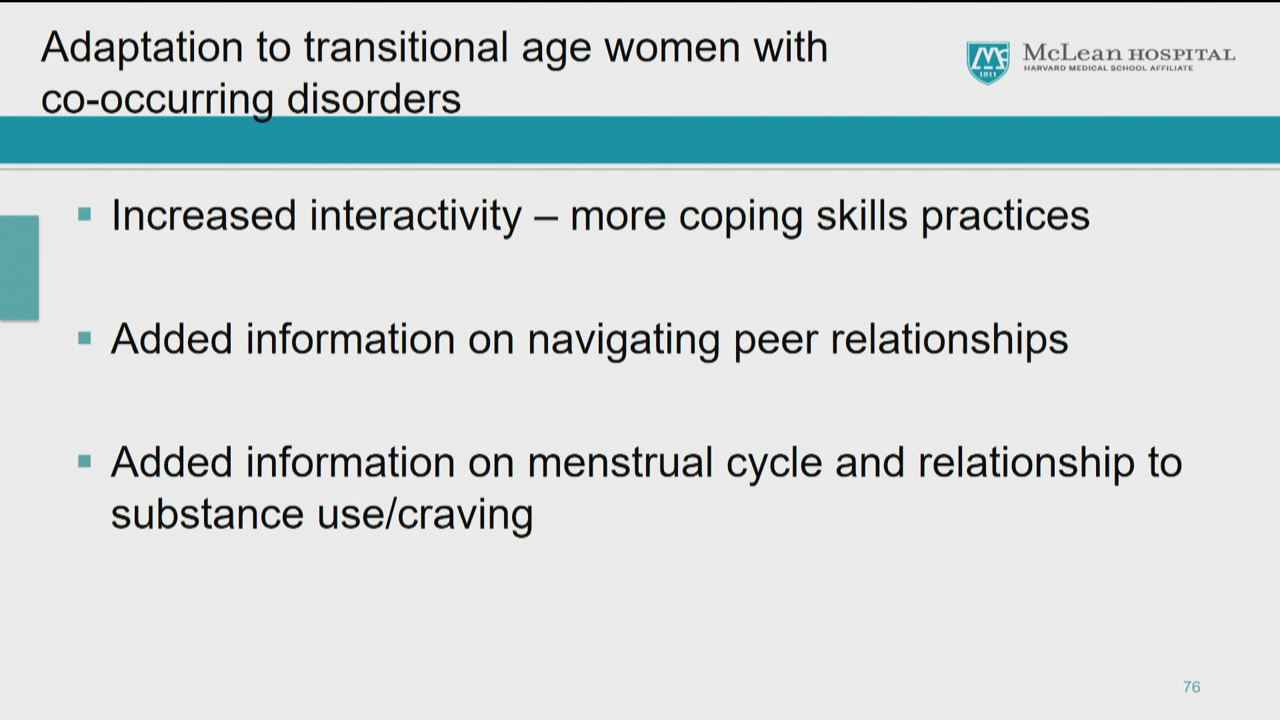 Adaptation to transitional age women with
co-occurring disorders
McLean HOSPITAL
HARVARD MEDICAL SCHOOL AFFILIATE
1811
Increased interactivity – more coping skills practices
Added information on navigating peer relationships
Added information on menstrual cycle and relationship to
substance use/craving
76